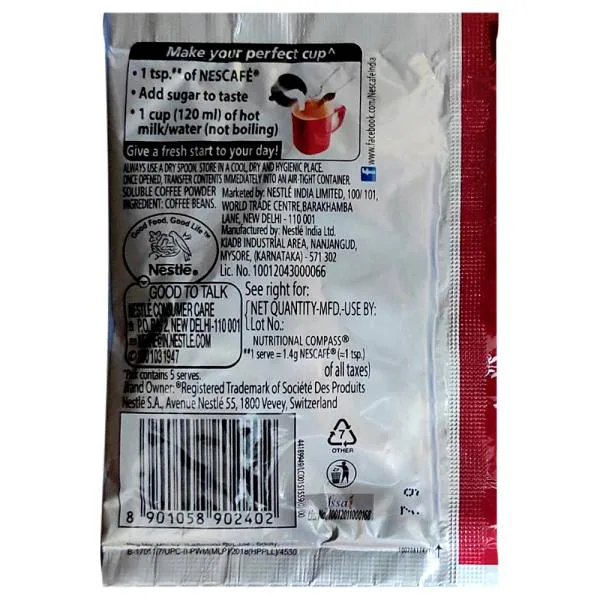 Make your perfect cup^
• 1 tsp.** of NESCAFÉ®
• Add sugar to taste
• 1 cup (120 ml) of hot
milk/water (not boiling)
Give a fresh start to your day!
www.facebook.com/NescafeIndia
ALWAYS USE A DRY SPOON. STORE IN A COOL, DRY AND HYGIENIC PLACE.
ONCE OPENED, TRANSFER CONTENTS IMMEDIATELY INTO AN AIR-TIGHT CONTAINER.
SOLUBLE COFFEE POWDER
INGREDIENT: COFFEE BEANS.
Marketed by: NESTLÉ INDIA LIMITED, 100/ 101,
WORLD TRADE CENTRE, BARAKHAMBA
LANE, NEW DELHI - 110 001
Manufactured by: Nestlé India Ltd.
KIADB INDUSTRIAL AREA, NANJANGUD,
MYSORE, (KARNATAKA) - 571 302
Lic. No. 10012043000066
Good Food, Good Life™
Nestlé®
GOOD TO TALK
NESTLÉ CONSUMER CARE
NEW DELHI-110 001
103 1947
See right for:
NET QUANTITY-MFD.-USE BY:
Lot No.:
NUTRITIONAL COMPASS®
**1 serve = 1.4g NESCAFÉ® (=1 tsp.)
of all taxes)
contains 5 serves.
Brand Owner: ®Registered Trademark of Société Des Produits
Nestlé S.A., Avenue Nestlé 55, 1800 Vevey, Switzerland
7
OTHER
fssai
8 901058 902402